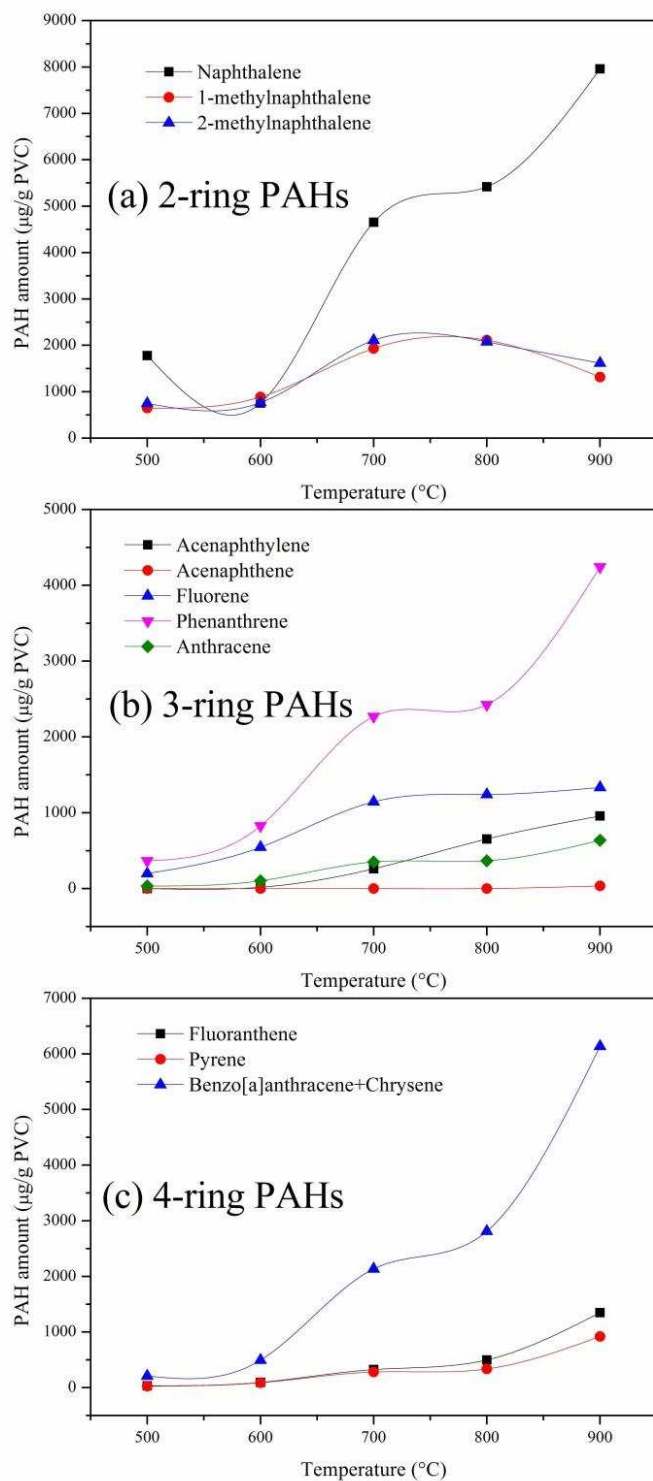 9000
8000
7000
6000
5000
4000
3000
2000
1000
0
PAH amount (μg/g PVC)
Naphthalene
1-methylnaphthalene
2-methylnaphthalene
(a) 2-ring PAHs
500 600 700 800 900
Temperature (°C)
5000
4000
3000
2000
1000
0
PAH amount (μg/g PVC)
Acenaphthylene
Acenaphthene
Fluorene
Phenanthrene
Anthracene
(b) 3-ring PAHs
500 600 700 800 900
Temperature (°C)
7000
6000
5000
4000
3000
2000
1000
0
PAH amount (μg/g PVC)
Fluoranthene
Pyrene
Benzo[a]anthracene+Chrysene
(c) 4-ring PAHs
500 600 700 800 900
Temperature (°C)